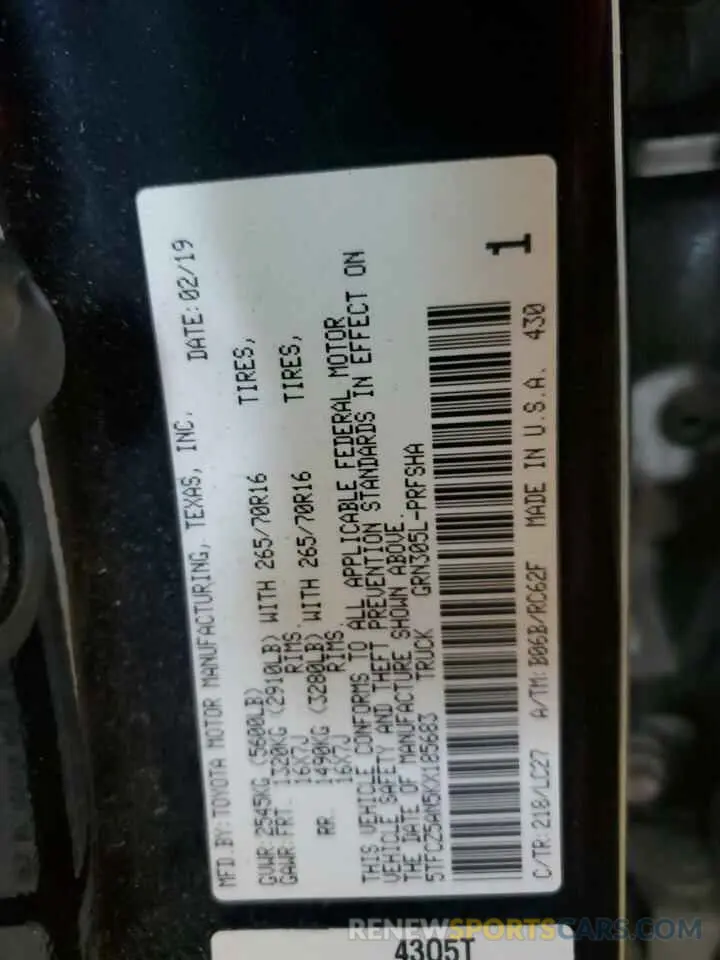 MFD.BY:TOYOTA MOTOR MANUFACTURING, TEXAS, INC. DATE:02/19
GVWR:2545KG (5600LB)
GAWR:FRT. 1320KG (2910LB) WITH 265/70R16 TIRES,
16X7J RIMS.
RR. 1490KG (3280LB) WITH 265/70R16 TIRES,
16X7J RIMS.
THIS VEHICLE CONFORMS TO ALL APPLICABLE FEDERAL MOTOR
VEHICLE SAFETY AND THEFT PREVENTION STANDARDS IN EFFECT ON
THE DATE OF MANUFACTURE SHOWN ABOVE.
5TFCZ5AN5KX185683 TRUCK GRN305L-PRFSHA
1
C/TR:218/LC27 A/TM:B06B/RC62F MADE IN U.S.A. 430
4305T
RENEWSPORTSCARS.COM